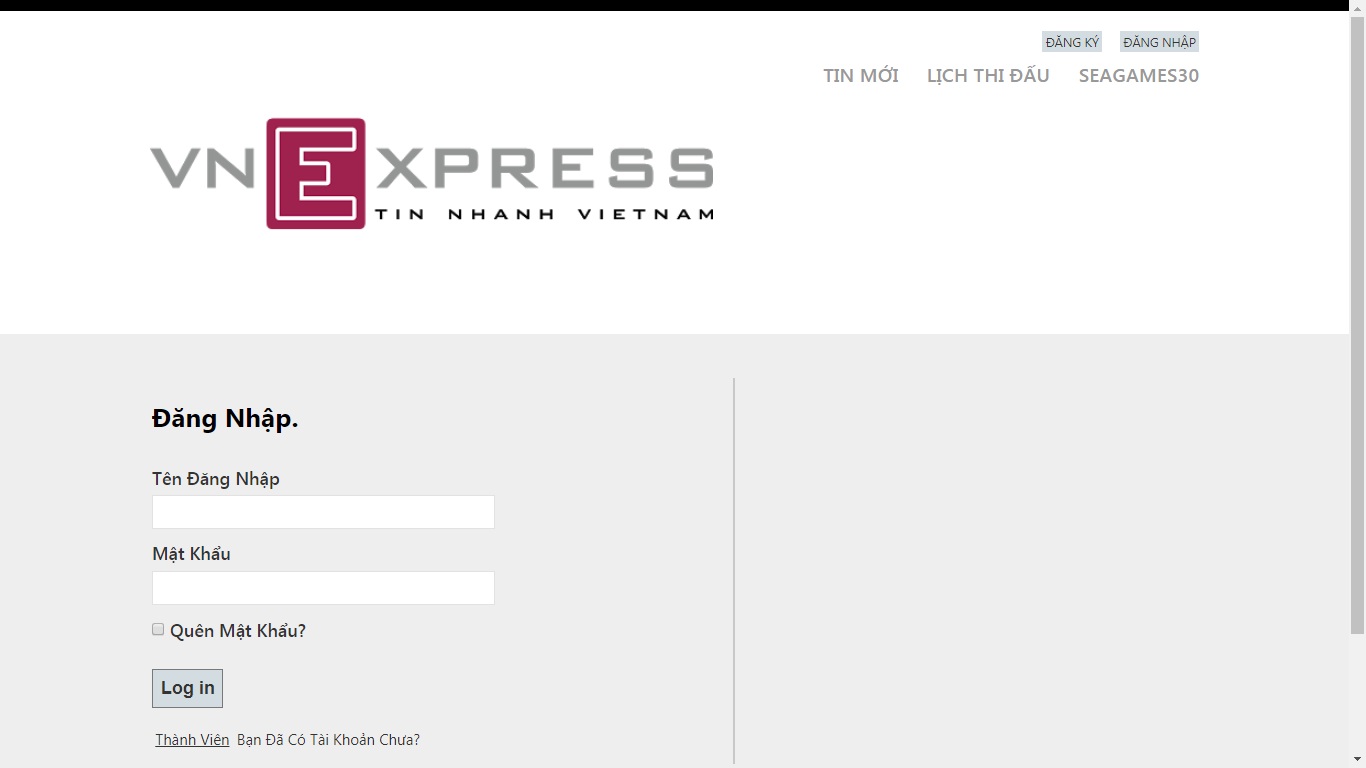 ĐĂNG KÝ ĐĂNG NHẬP
TIN MỚI LỊCH THI ĐẤU SEAGAMES30
VNEXPRESS
TIN NHANH VIETNAM
Đăng Nhập.
Tên Đăng Nhập
Mật Khẩu
Quên Mật Khẩu?
Log in
Thành Viên Bạn Đã Có Tài Khoản Chưa?